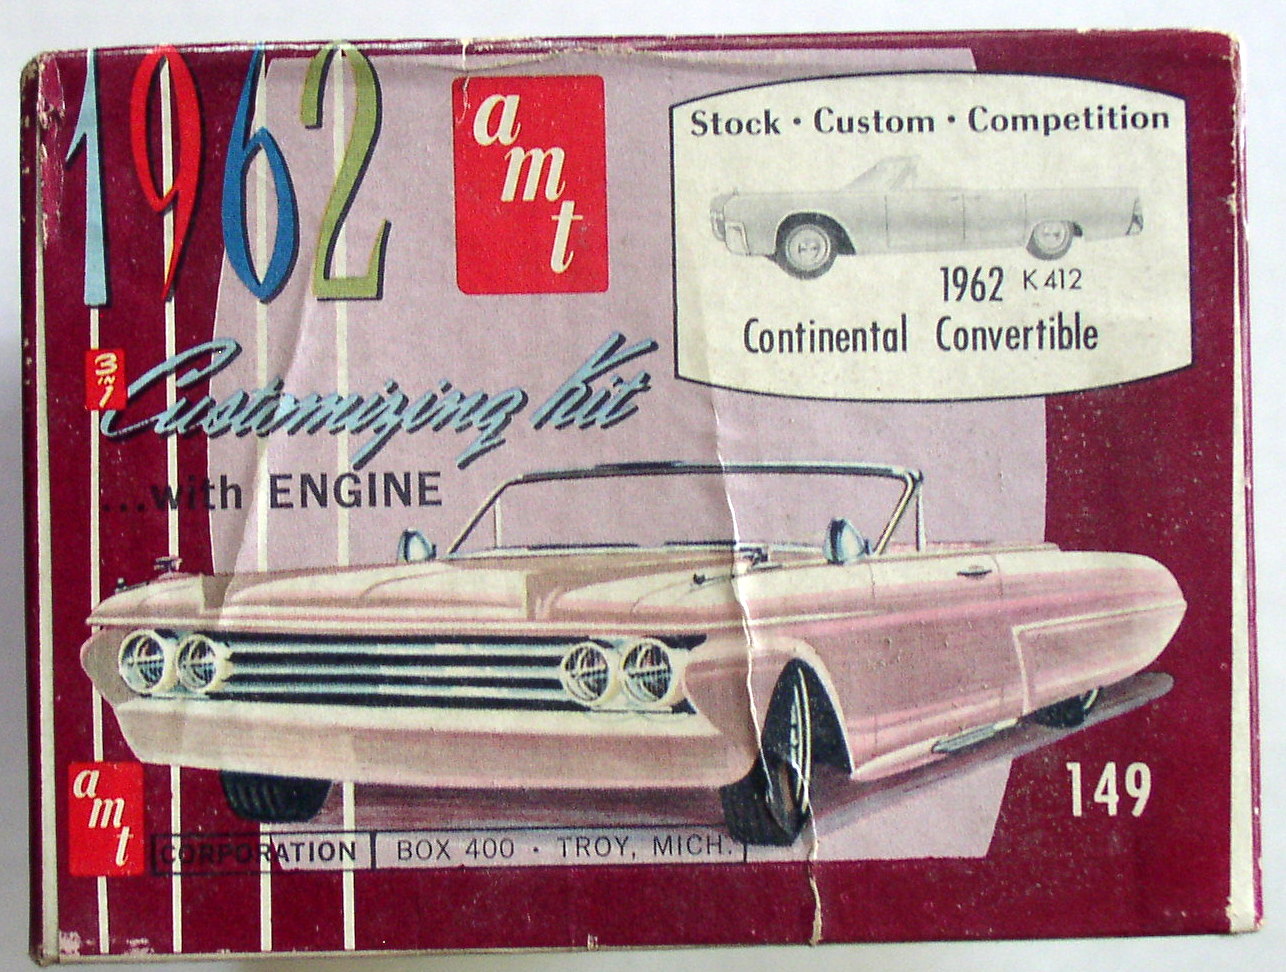 1962
amt
Stock • Custom • Competition
1962 K 412
Continental Convertible
3 in 1
Customizing Kit
...with ENGINE
149
amt
CORPORATION BOX 400 • TROY, MICH.